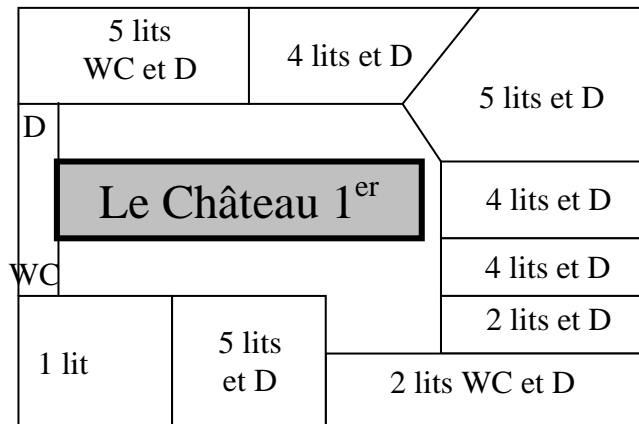 5 lits
WC et D
4 lits et D
5 lits et D
D
Le Château 1er
4 lits et D
WC
4 lits et D
2 lits et D
1 lit
5 lits
et D
2 lits WC et D